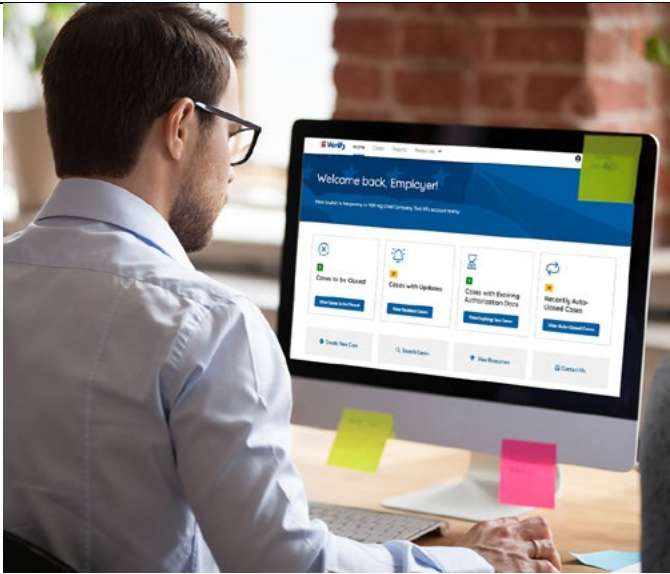 E-Verify Home Cases Reports Resources
Welcome back, Employer!
Cases to be Closed
View Cases to be Closed
Cases with Updates
View Updated Cases
Cases with Expiring
Authorization Docs
View Expiring Doc Cases
Recently Auto-
Closed Cases
View Auto-Closed Cases
Create New Case
Search Cases
View Resources
Contact Us